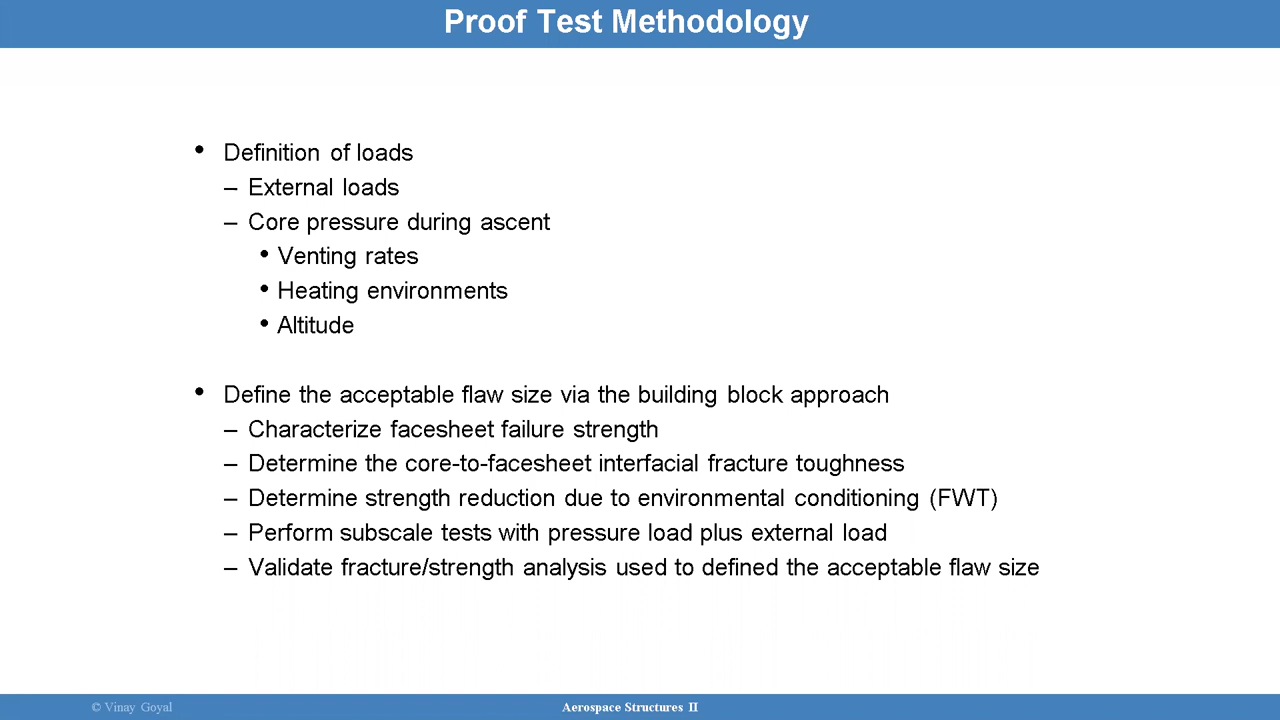 Proof Test Methodology
• Definition of loads
– External loads
– Core pressure during ascent
• Venting rates
• Heating environments
• Altitude
• Define the acceptable flaw size via the building block approach
– Characterize facesheet failure strength
– Determine the core-to-facesheet interfacial fracture toughness
– Determine strength reduction due to environmental conditioning (FWT)
– Perform subscale tests with pressure load plus external load
– Validate fracture/strength analysis used to defined the acceptable flaw size
© Vinay Goyal
Aerospace Structures II